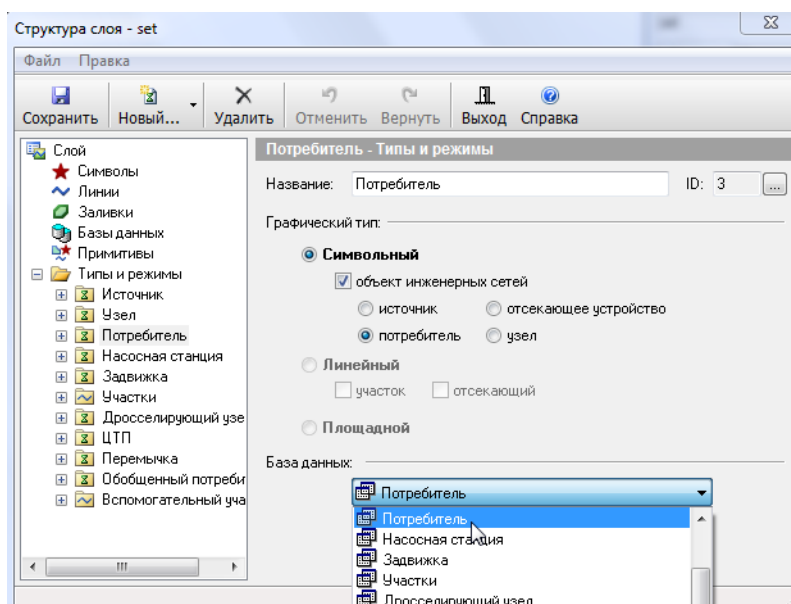 Структура слоя - set
Файл Правка
Сохранить Новый... Удалить Отменить Вернуть Выход Справка
Слой
Символы
Линии
Заливки
Базы данных
Примитивы
Типы и режимы
Источник
Узел
Потребитель
Насосная станция
Задвижка
Участки
Дросселирующий узе
ЦТП
Перемычка
Обобщенный потреби
Вспомогательный уча
Потребитель - Типы и режимы
Название: Потребитель ID: 3 ...
Графический тип:
Символьный
объект инженерных сетей
источник отсекающее устройство
потребитель узел
Линейный
участок отсекающий
Площадной
База данных:
Потребитель
Потребитель
Насосная станция
Задвижка
Участки
Дросселирующий узел